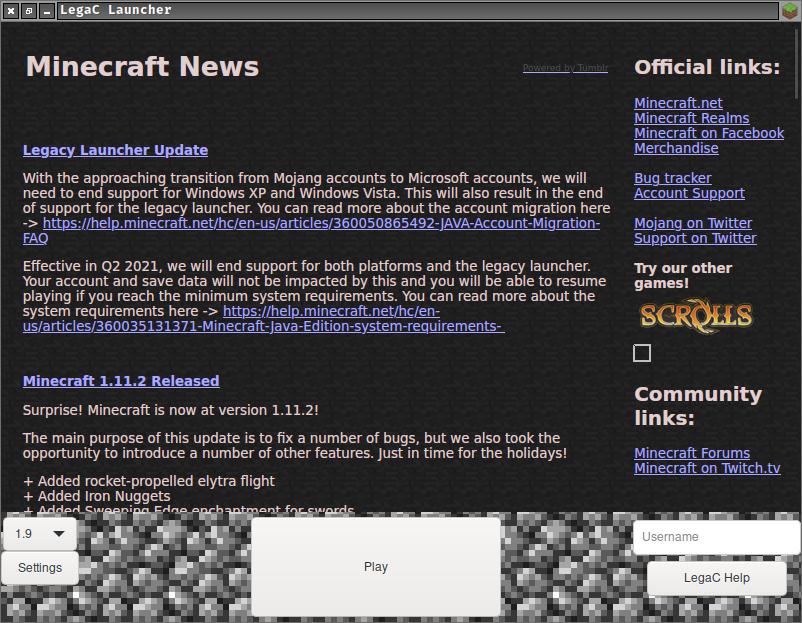 LegaC Launcher
Minecraft News
Powered by Tumblr
Legacy Launcher Update
With the approaching transition from Mojang accounts to Microsoft accounts, we will
need to end support for Windows XP and Windows Vista. This will also result in the end
of support for the legacy launcher. You can read more about the account migration here
-> https://help.minecraft.net/hc/en-us/articles/360050865492-JAVA-Account-Migration-
FAQ
Effective in Q2 2021, we will end support for both platforms and the legacy launcher.
Your account and save data will not be impacted by this and you will be able to resume
playing if you reach the minimum system requirements. You can read more about the
system requirements here -> https://help.minecraft.net/hc/en-
us/articles/360035131371-Minecraft-Java-Edition-system-requirements-
Minecraft 1.11.2 Released
Surprise! Minecraft is now at version 1.11.2!
The main purpose of this update is to fix a number of bugs, but we also took the
opportunity to introduce a number of other features. Just in time for the holidays!
+ Added rocket-propelled elytra flight
+ Added Iron Nuggets
+ Added Sweeping Edge enchantment for swords
Official links:
Minecraft.net
Minecraft Realms
Minecraft on Facebook
Merchandise
Bug tracker
Account Support
Mojang on Twitter
Support on Twitter
Try our other
games!
SCROLLS
Community
links:
Minecraft Forums
Minecraft on Twitch.tv
1.9
Settings
Play
Username
LegaC Help